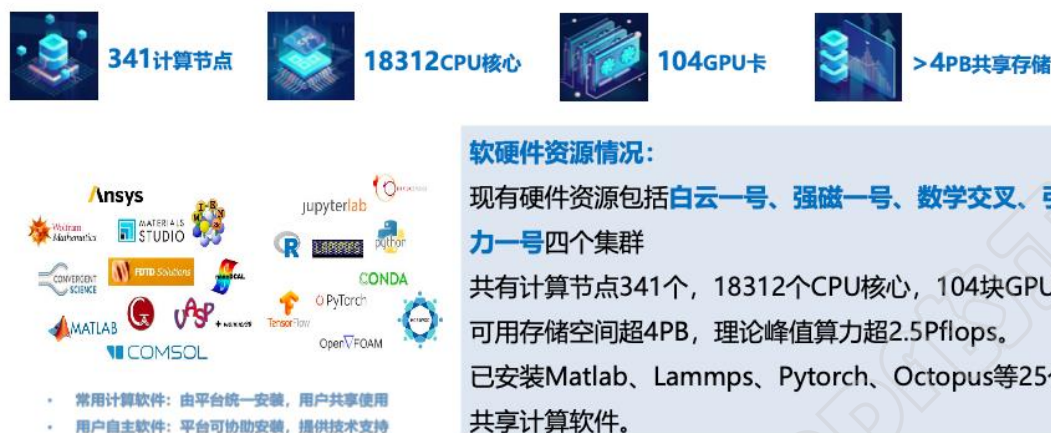 341计算节点
18312CPU核心
104GPU卡
>4PB共享存储
Ansys
Wolfram
Mathematica
MATERIALS
STUDIO
CONVERGENT
SCIENCE
FDTD Solutions
MATLAB
VASP
COMSOL
jupyterlab
R
LAMMPS
python
CONDA
PyTorch
TensorFlow
Open∇FOAM
常用计算软件：由平台统一安装，用户共享使用
用户自主软件：平台可协助安装，提供技术支持
软硬件资源情况：
现有硬件资源包括白云一号、强磁一号、数学交叉、引
力一号四个集群
共有计算节点341个，18312个CPU核心，104块GPU
可用存储空间超4PB，理论峰值算力超2.5Pflops。
已安装Matlab、Lammps、Pytorch、Octopus等25个
共享计算软件。